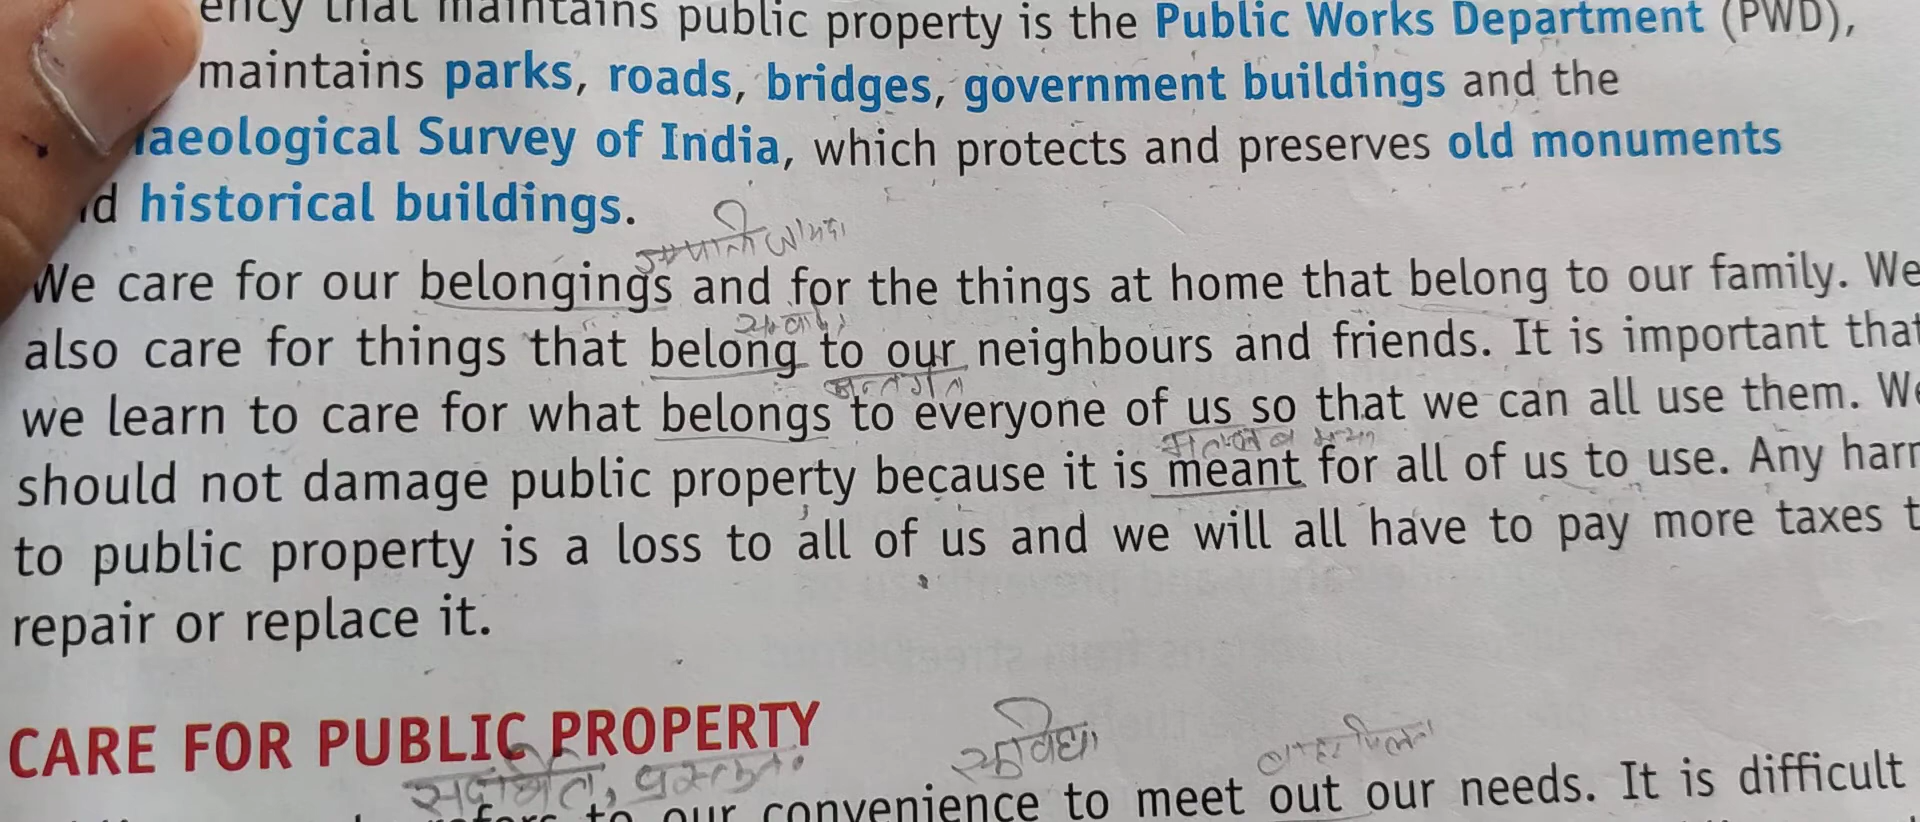 that maintains public property is the Public Works Department (PWD),
maintains parks, roads, bridges, government buildings and the
Survey of India, which protects and preserves old monuments
historical buildings.
We care for our belongings and for the things at home that belong to our family. We
also care for things that belong to our neighbours and friends. It is important
we learn to care for what belongs to everyone of us so that we can all use them.
should not damage public property because it is meant for all of us to use. Any
to public property is a loss to all of us and we will all have to pay more taxes
repair or replace it.
CARE FOR PUBLIC PROPERTY
सुविधा
to our convenience to meet out our needs. It is difficult